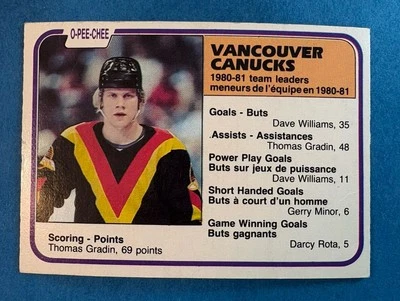 O-PEE-CHEE
VANCOUVER
CANUCKS
1980-81 team leaders
meneurs de l'équipe en 1980-81
Goals - Buts
Dave Williams, 35
Assists - Assistances
Thomas Gradin, 48
Power Play Goals
Buts sur jeux de puissance
Dave Williams, 11
Short Handed Goals
Buts à court d'un homme
Gerry Minor, 6
Game Winning Goals
Buts gagnants
Darcy Rota, 5
Scoring - Points
Thomas Gradin, 69 points